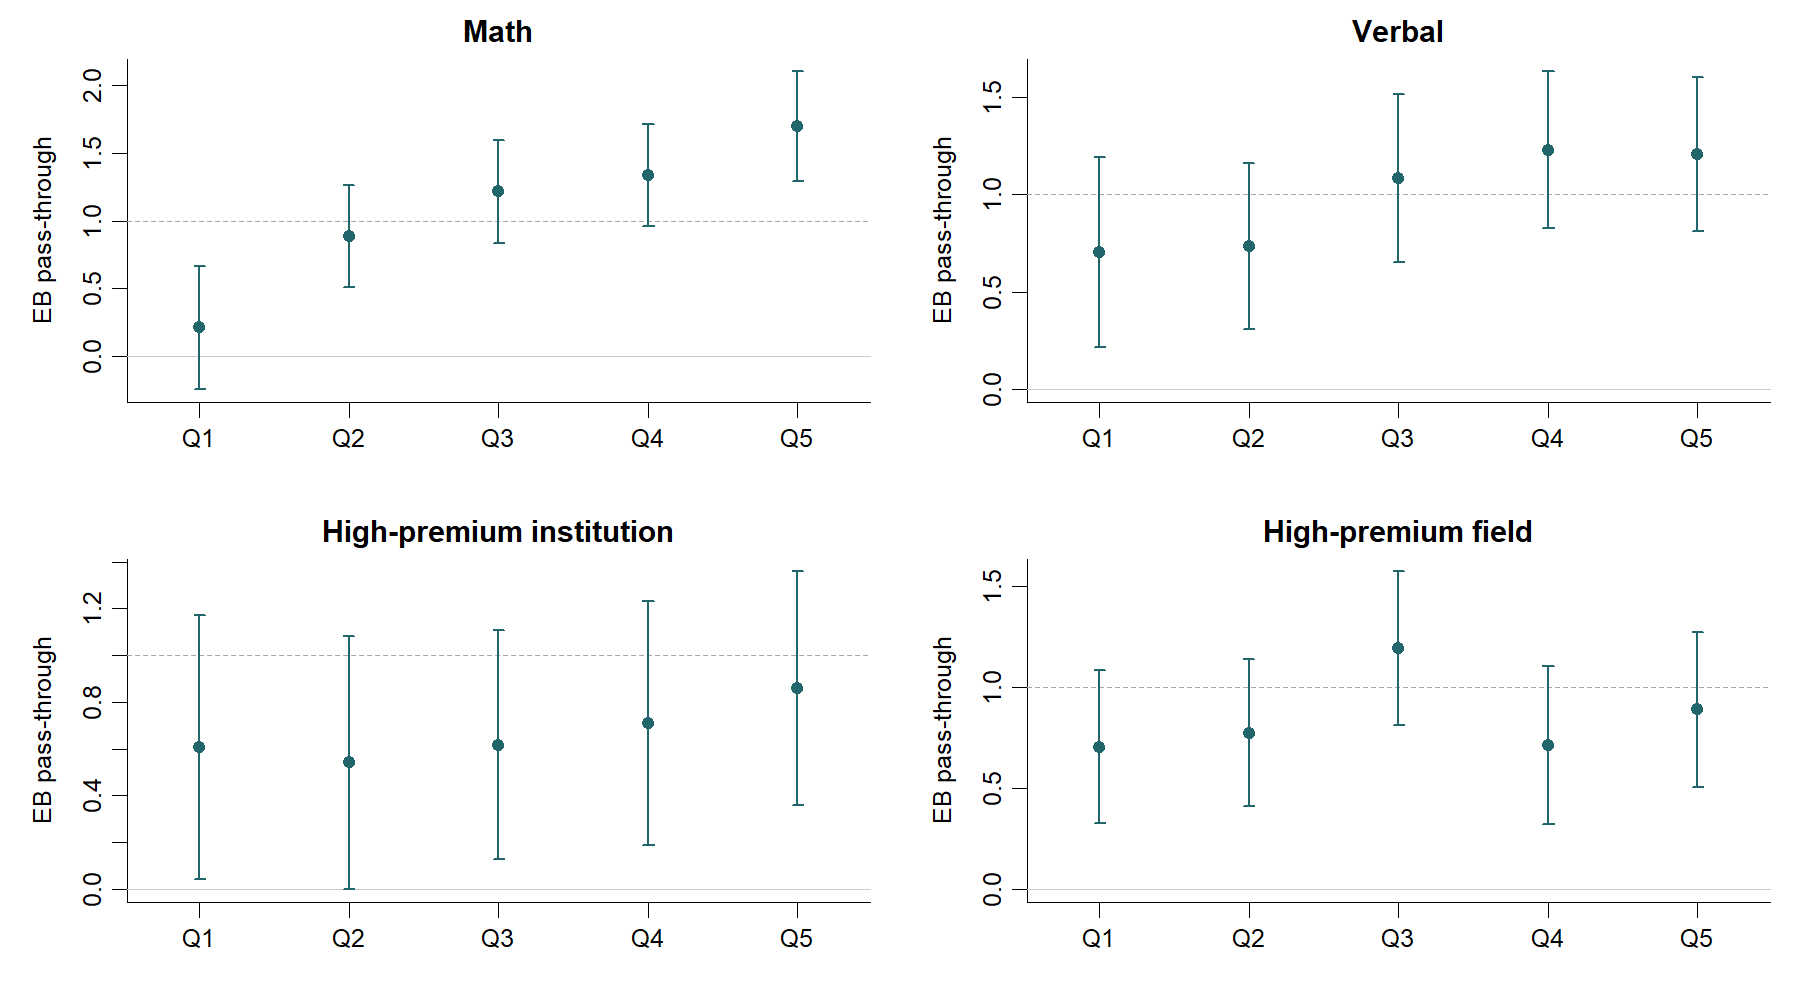 Math
EB pass-through
2.0
1.5
1.0
0.5
0.0
Q1 Q2 Q3 Q4 Q5
Verbal
EB pass-through
1.5
1.0
0.5
0.0
Q1 Q2 Q3 Q4 Q5
High-premium institution
EB pass-through
1.2
0.8
0.4
0.0
Q1 Q2 Q3 Q4 Q5
High-premium field
EB pass-through
1.5
1.0
0.5
0.0
Q1 Q2 Q3 Q4 Q5